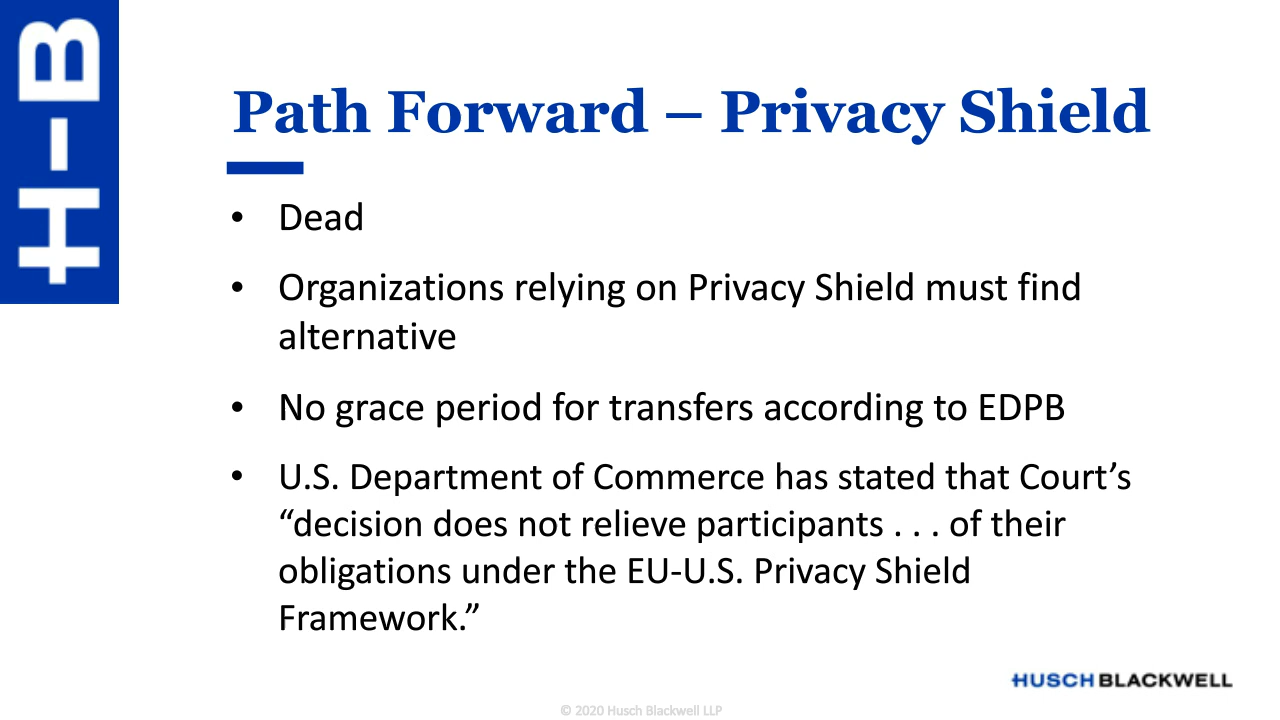 H-B
Path Forward – Privacy Shield
• Dead
• Organizations relying on Privacy Shield must find
alternative
• No grace period for transfers according to EDPB
• U.S. Department of Commerce has stated that Court’s
“decision does not relieve participants . . . of their
obligations under the EU-U.S. Privacy Shield
Framework.”
HUSCH BLACKWELL
© 2020 Husch Blackwell LLP